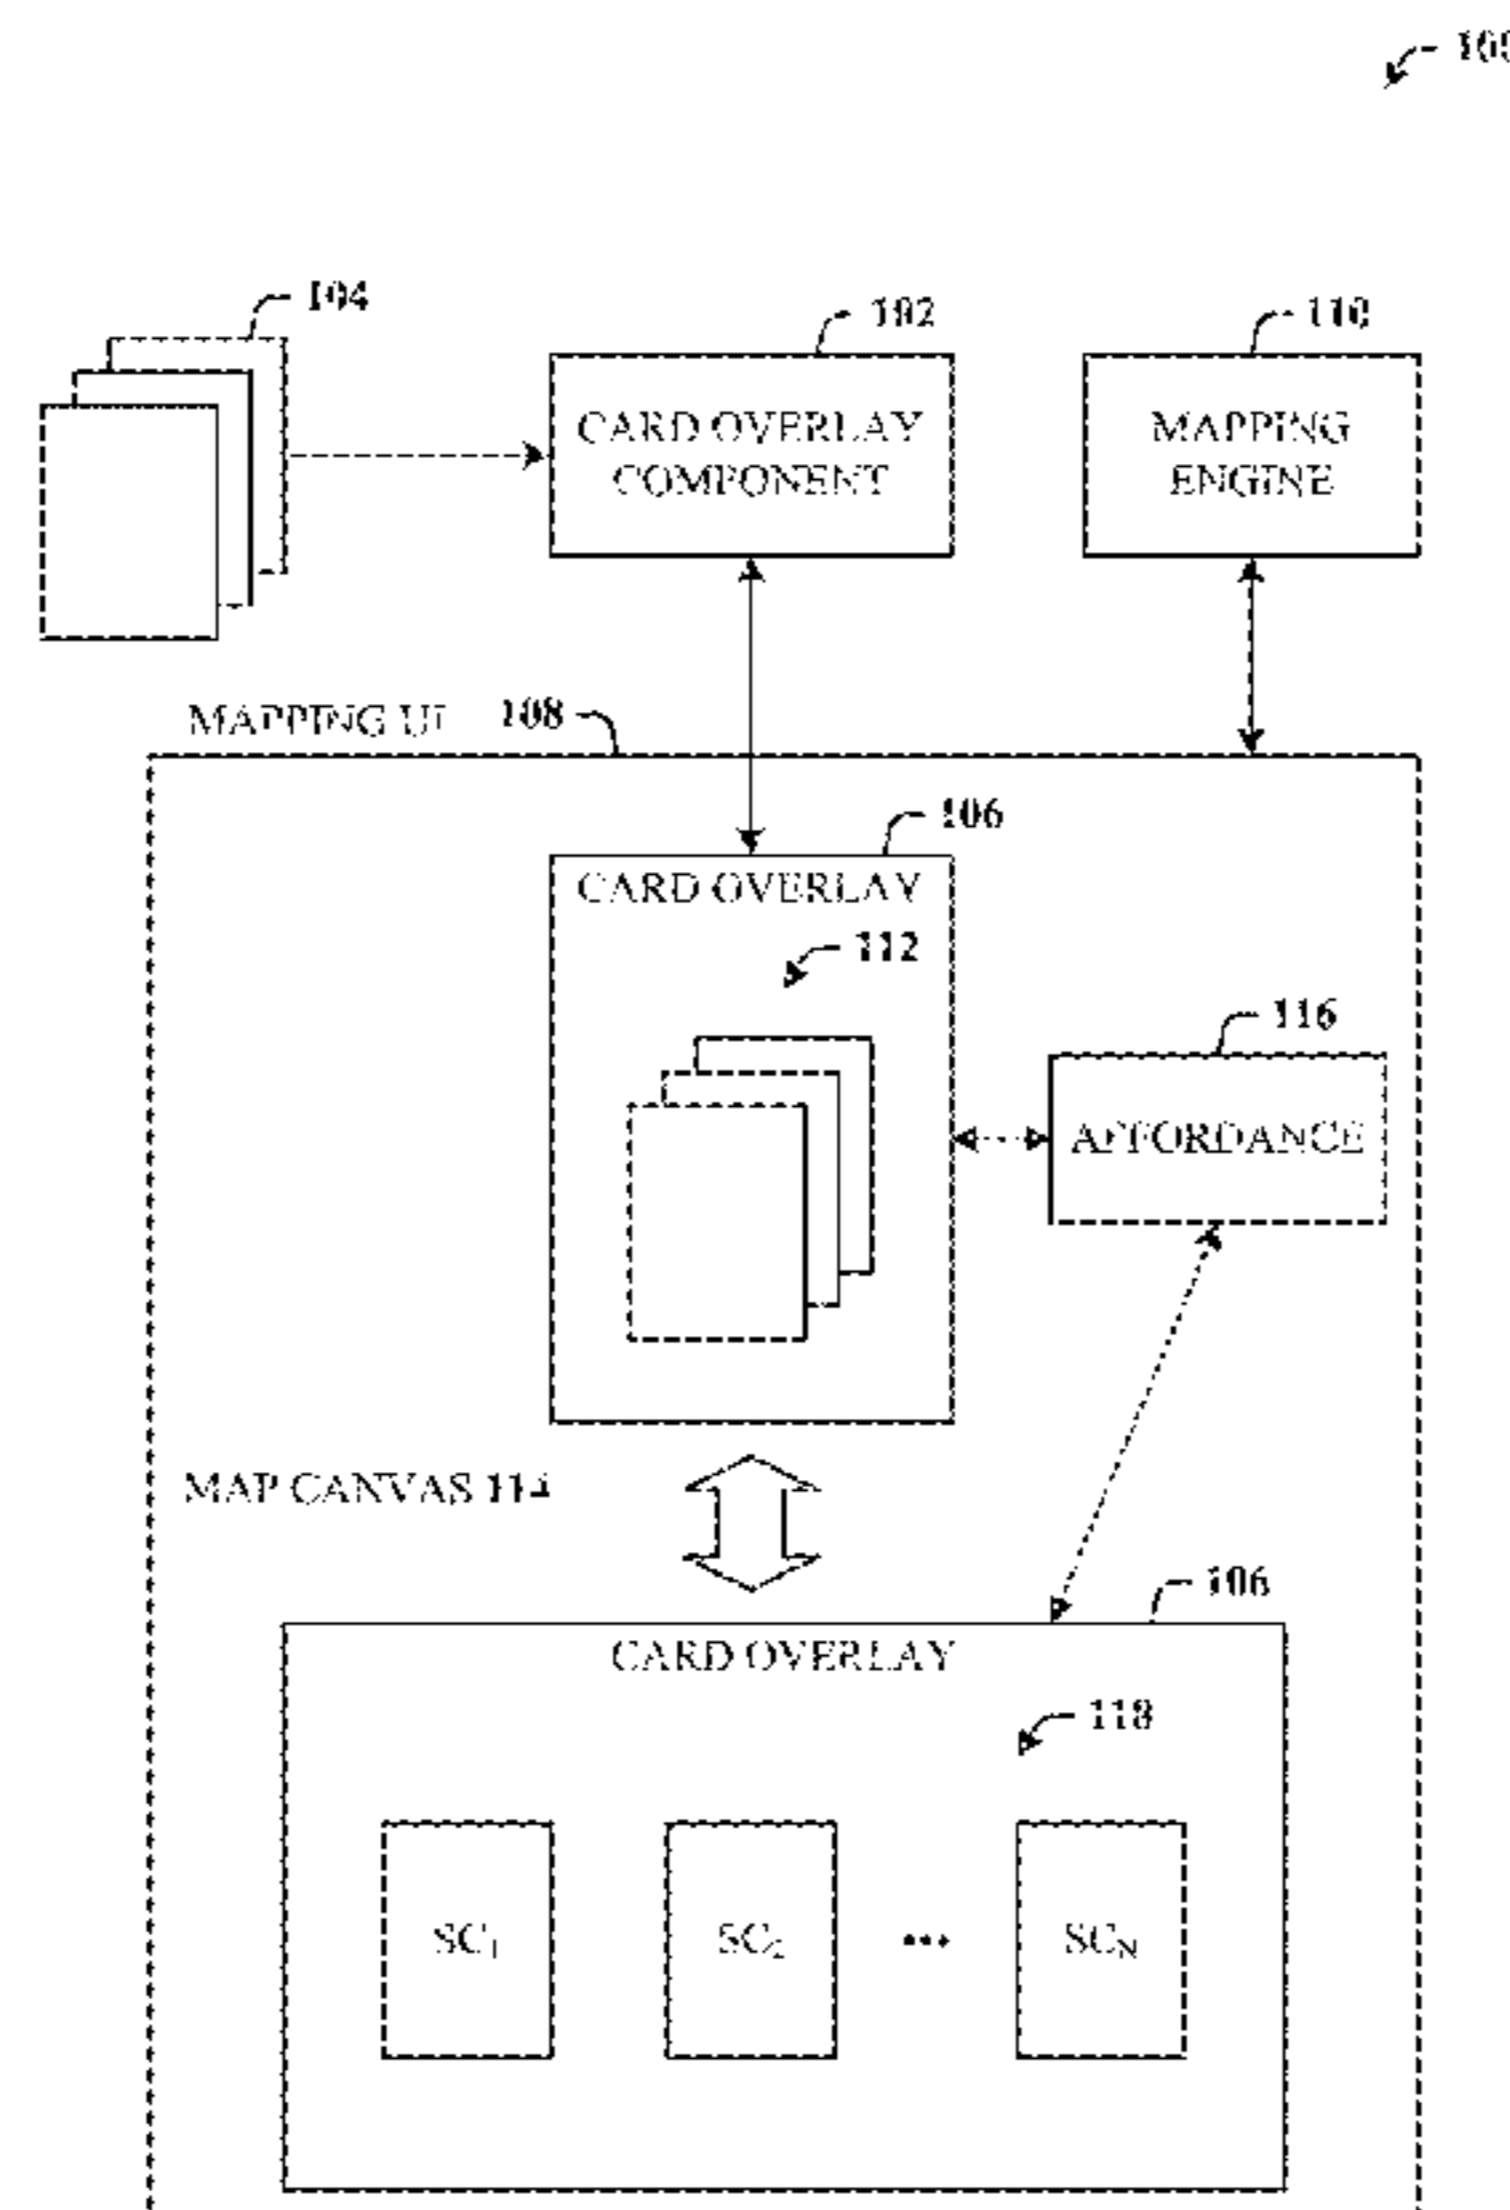 100
104
102
110
CARD OVERLAY
COMPONENT
MAPPING
ENGINE
MAPPING UI 108
106
CARD OVERLAY
112
116
AFFORDANCE
MAP CANVAS 114
106
CARD OVERLAY
118
SC1
SC2
•••
SCN